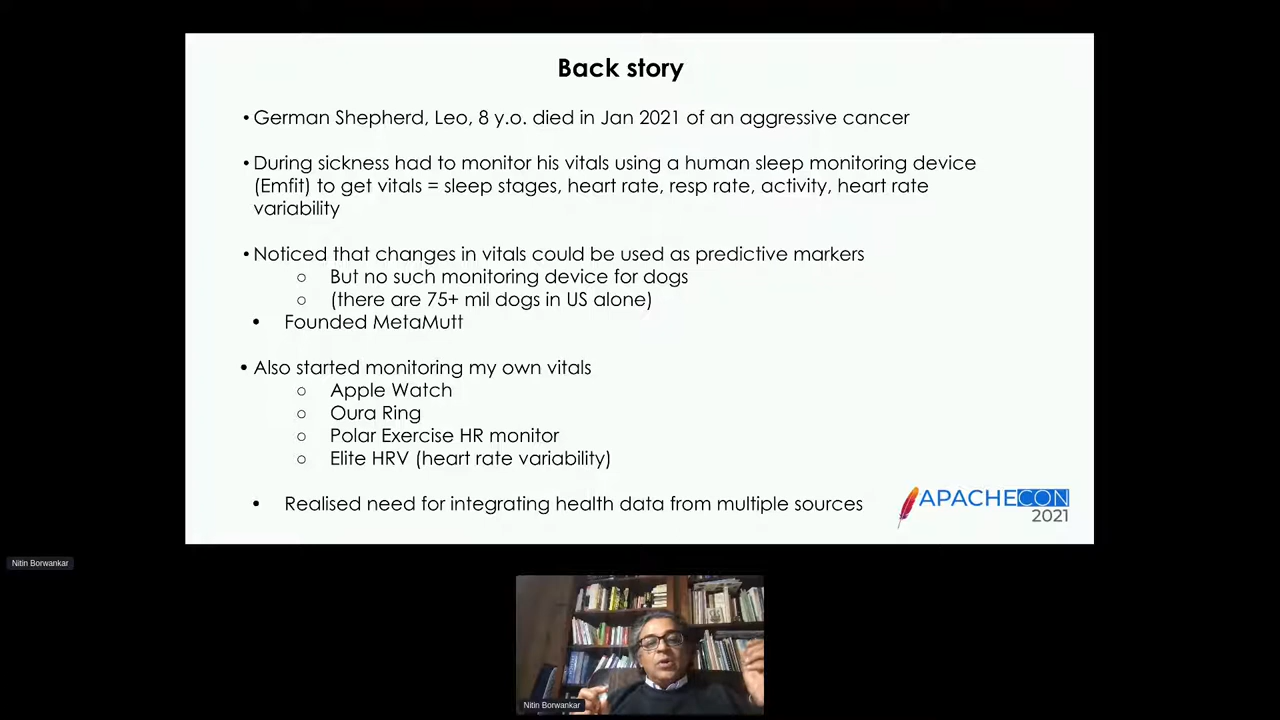 Back story
• German Shepherd, Leo, 8 y.o. died in Jan 2021 of an aggressive cancer
• During sickness had to monitor his vitals using a human sleep monitoring device
(Emfit) to get vitals = sleep stages, heart rate, resp rate, activity, heart rate
variability
• Noticed that changes in vitals could be used as predictive markers
○ But no such monitoring device for dogs
○ (there are 75+ mil dogs in US alone)
• Founded MetaMutt
• Also started monitoring my own vitals
○ Apple Watch
○ Oura Ring
○ Polar Exercise HR monitor
○ Elite HRV (heart rate variability)
• Realised need for integrating health data from multiple sources
APACHECON
2021
Nitin Borwankar
Nitin Borwankar